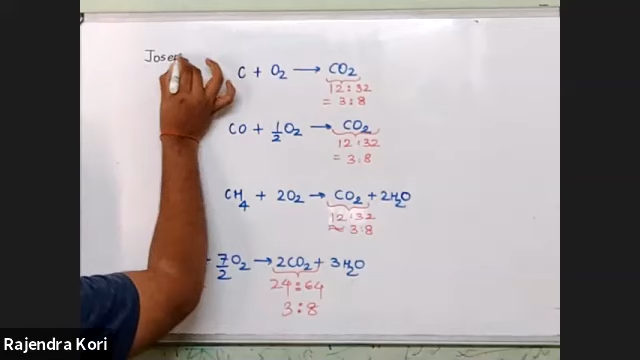 C + O₂ ⟶ CO₂
12 : 32
= 3 : 8
CO + 1/2 O₂ ⟶ CO₂
12 : 32
= 3 : 8
CH₄ + 2O₂ → CO₂ + 2H₂O
12 : 32
3 : 8
7/2 O₂ → 2CO₂ + 3H₂O
24 : 64
3 : 8
Rajendra Kori